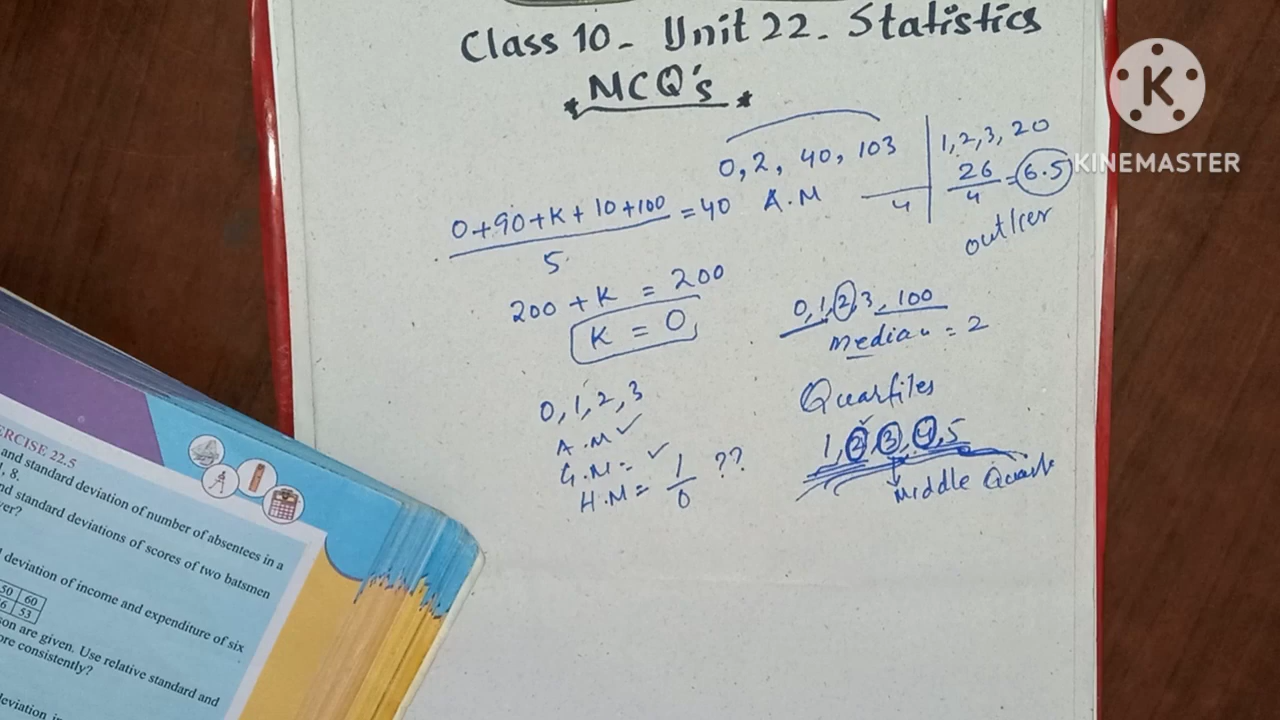 Class 10 - Unit 22. Statistics
MCQ's
K
KINEMASTER
0+90+K+10+100 = 40
5
200 + K = 200
K = 0
0, 2, 40, 103
A.M
4
1, 2, 3, 20
26 = 6.5
4
outlier
0, 1, 2, 3, 100
median = 2
0, 1, 2, 3
A.M ✓
G.M = ✓
H.M = 1 ??
0
Quartiles
1, 2, 3, 4, 5
Middle Quart
ERCISE 22.5
and standard deviation of number of absentees in a
, 8.
nd standard deviations of scores of two batsmen
ver?
deviation of income and expenditure of six
50 60
6 53
son are given. Use relative standard and
ore consistently?
deviation